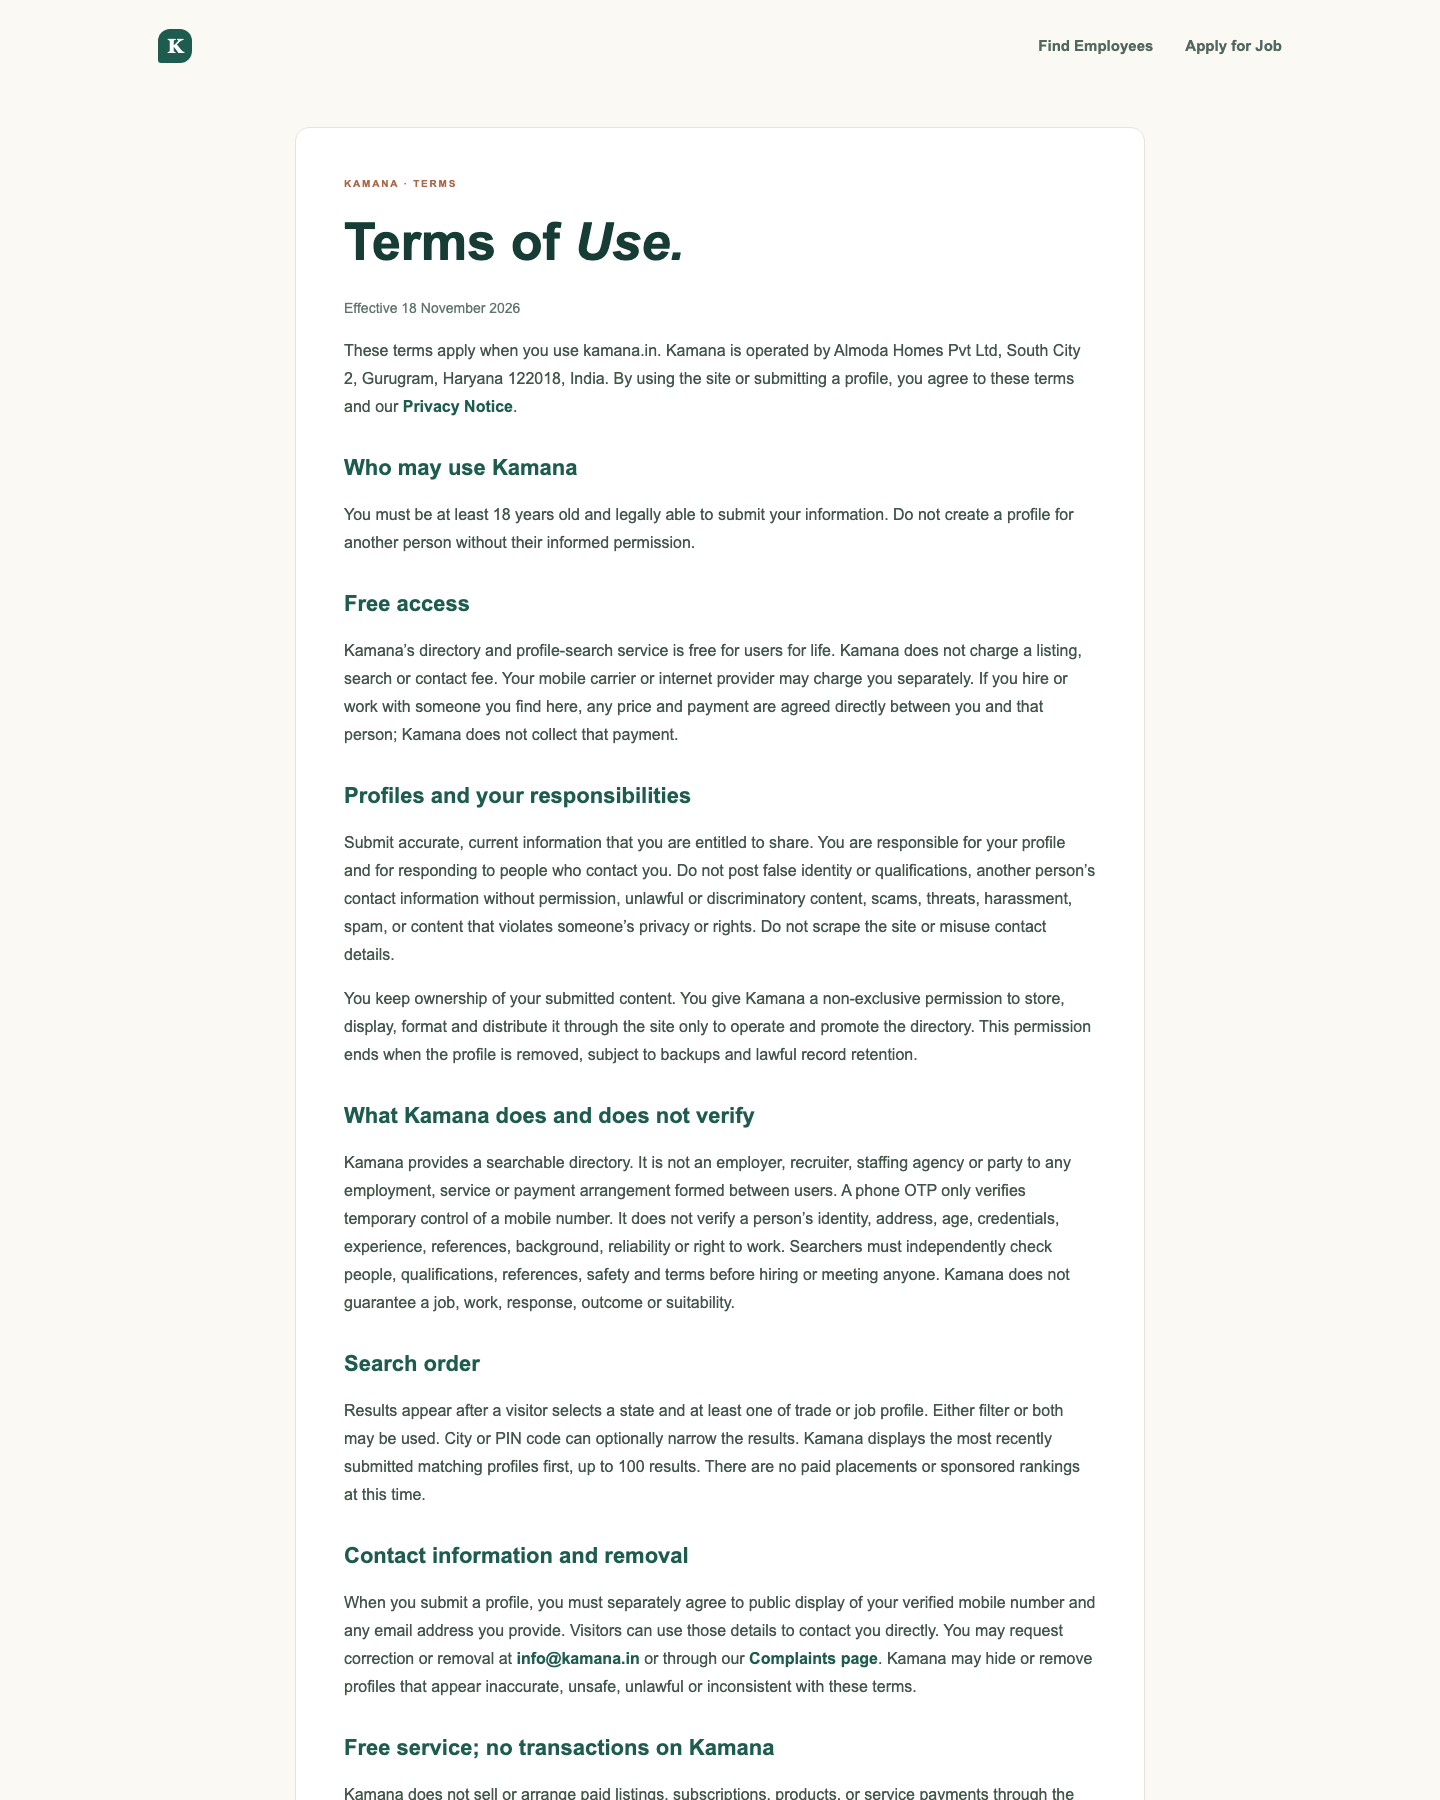 K
Find Employees
Apply for Job
KAMANA · TERMS
Terms of Use.
Effective 18 November 2026
These terms apply when you use kamana.in. Kamana is operated by Almoda Homes Pvt Ltd, South City
2, Gurugram, Haryana 122018, India. By using the site or submitting a profile, you agree to these terms
and our Privacy Notice.
Who may use Kamana
You must be at least 18 years old and legally able to submit your information. Do not create a profile for
another person without their informed permission.
Free access
Kamana’s directory and profile-search service is free for users for life. Kamana does not charge a listing,
search or contact fee. Your mobile carrier or internet provider may charge you separately. If you hire or
work with someone you find here, any price and payment are agreed directly between you and that
person; Kamana does not collect that payment.
Profiles and your responsibilities
Submit accurate, current information that you are entitled to share. You are responsible for your profile
and for responding to people who contact you. Do not post false identity or qualifications, another person’s
contact information without permission, unlawful or discriminatory content, scams, threats, harassment,
spam, or content that violates someone’s privacy or rights. Do not scrape the site or misuse contact
details.
You keep ownership of your submitted content. You give Kamana a non-exclusive permission to store,
display, format and distribute it through the site only to operate and promote the directory. This permission
ends when the profile is removed, subject to backups and lawful record retention.
What Kamana does and does not verify
Kamana provides a searchable directory. It is not an employer, recruiter, staffing agency or party to any
employment, service or payment arrangement formed between users. A phone OTP only verifies
temporary control of a mobile number. It does not verify a person’s identity, address, age, credentials,
experience, references, background, reliability or right to work. Searchers must independently check
people, qualifications, references, safety and terms before hiring or meeting anyone. Kamana does not
guarantee a job, work, response, outcome or suitability.
Search order
Results appear after a visitor selects a state and at least one of trade or job profile. Either filter or both
may be used. City or PIN code can optionally narrow the results. Kamana displays the most recently
submitted matching profiles first, up to 100 results. There are no paid placements or sponsored rankings
at this time.
Contact information and removal
When you submit a profile, you must separately agree to public display of your verified mobile number and
any email address you provide. Visitors can use those details to contact you directly. You may request
correction or removal at info@kamana.in or through our Complaints page. Kamana may hide or remove
profiles that appear inaccurate, unsafe, unlawful or inconsistent with these terms.
Free service; no transactions on Kamana
Kamana does not sell or arrange paid listings, subscriptions, products, or service payments through the